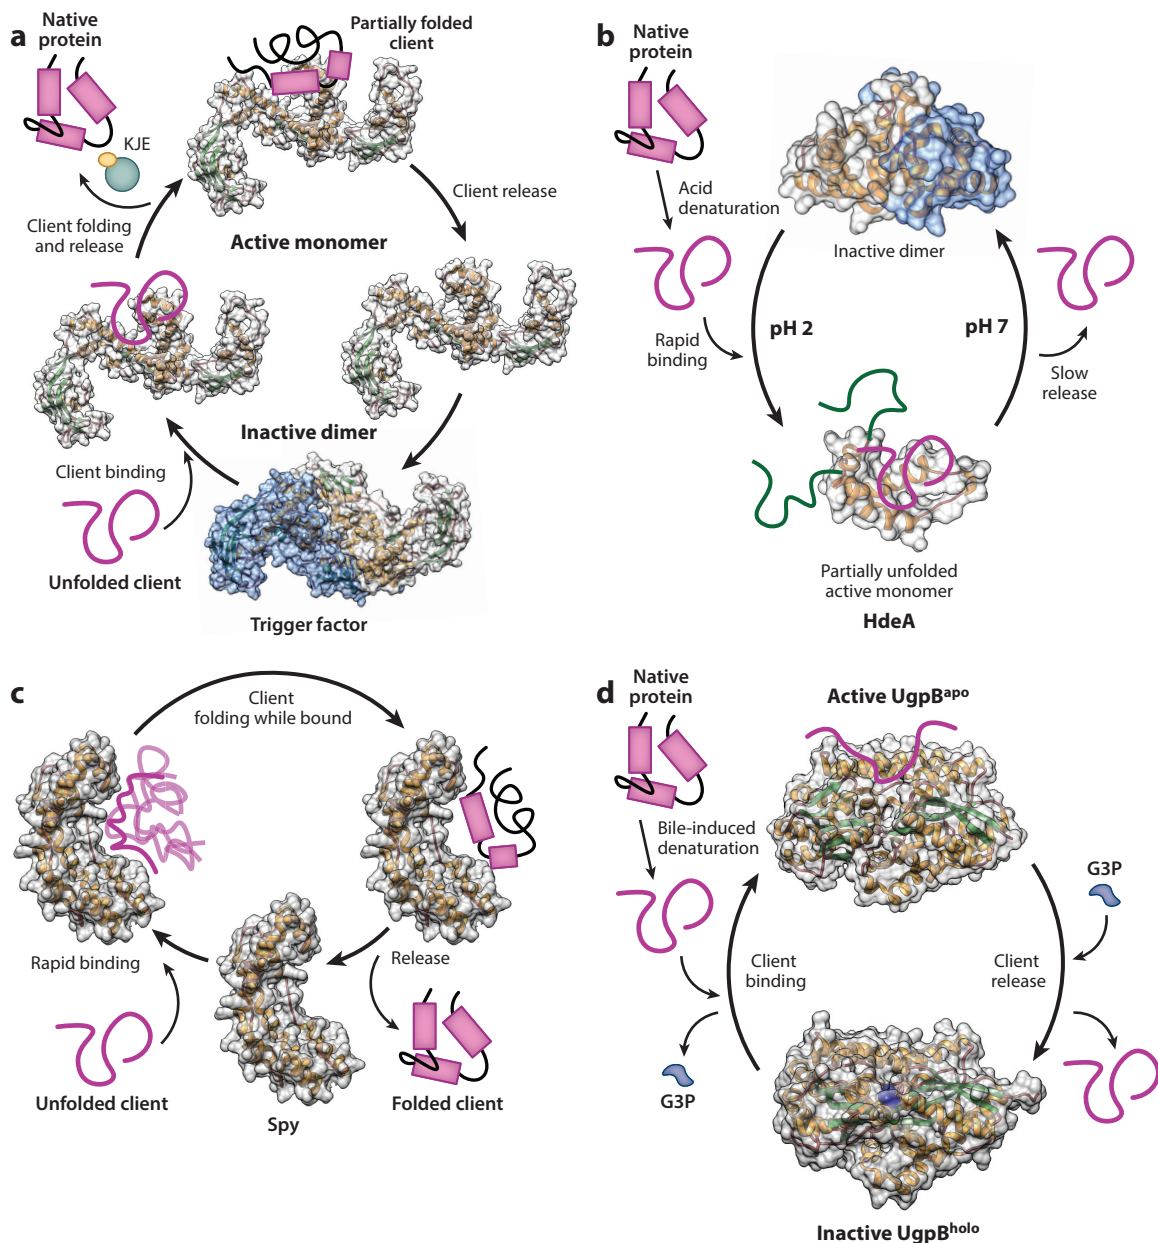 a
Native
protein
Partially folded
client
KJE
Client release
Client folding
and release
Active monomer
Inactive dimer
Client binding
Unfolded client
Trigger factor
b
Native
protein
Acid
denaturation
Inactive dimer
pH 2
pH 7
Rapid
binding
Slow
release
Partially unfolded
active monomer
HdeA
c
Client
folding while bound
Rapid binding
Release
Unfolded client
Folded client
Spy
d
Native
protein
Active UgpBapo
Bile-induced
denaturation
G3P
Client
binding
Client
release
G3P
Inactive UgpBholo